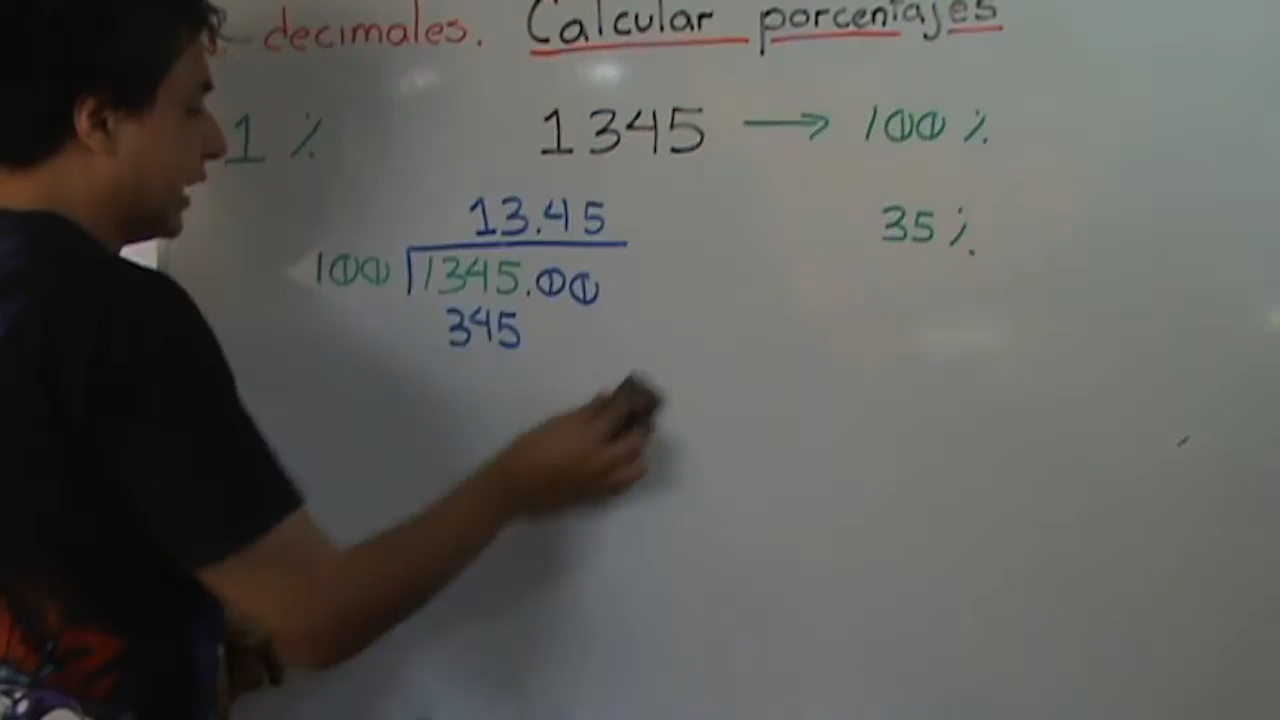 decimales. Calcular porcentajes
1 % 1345 → 100 %
13.45 35 %
100 1345.00
345